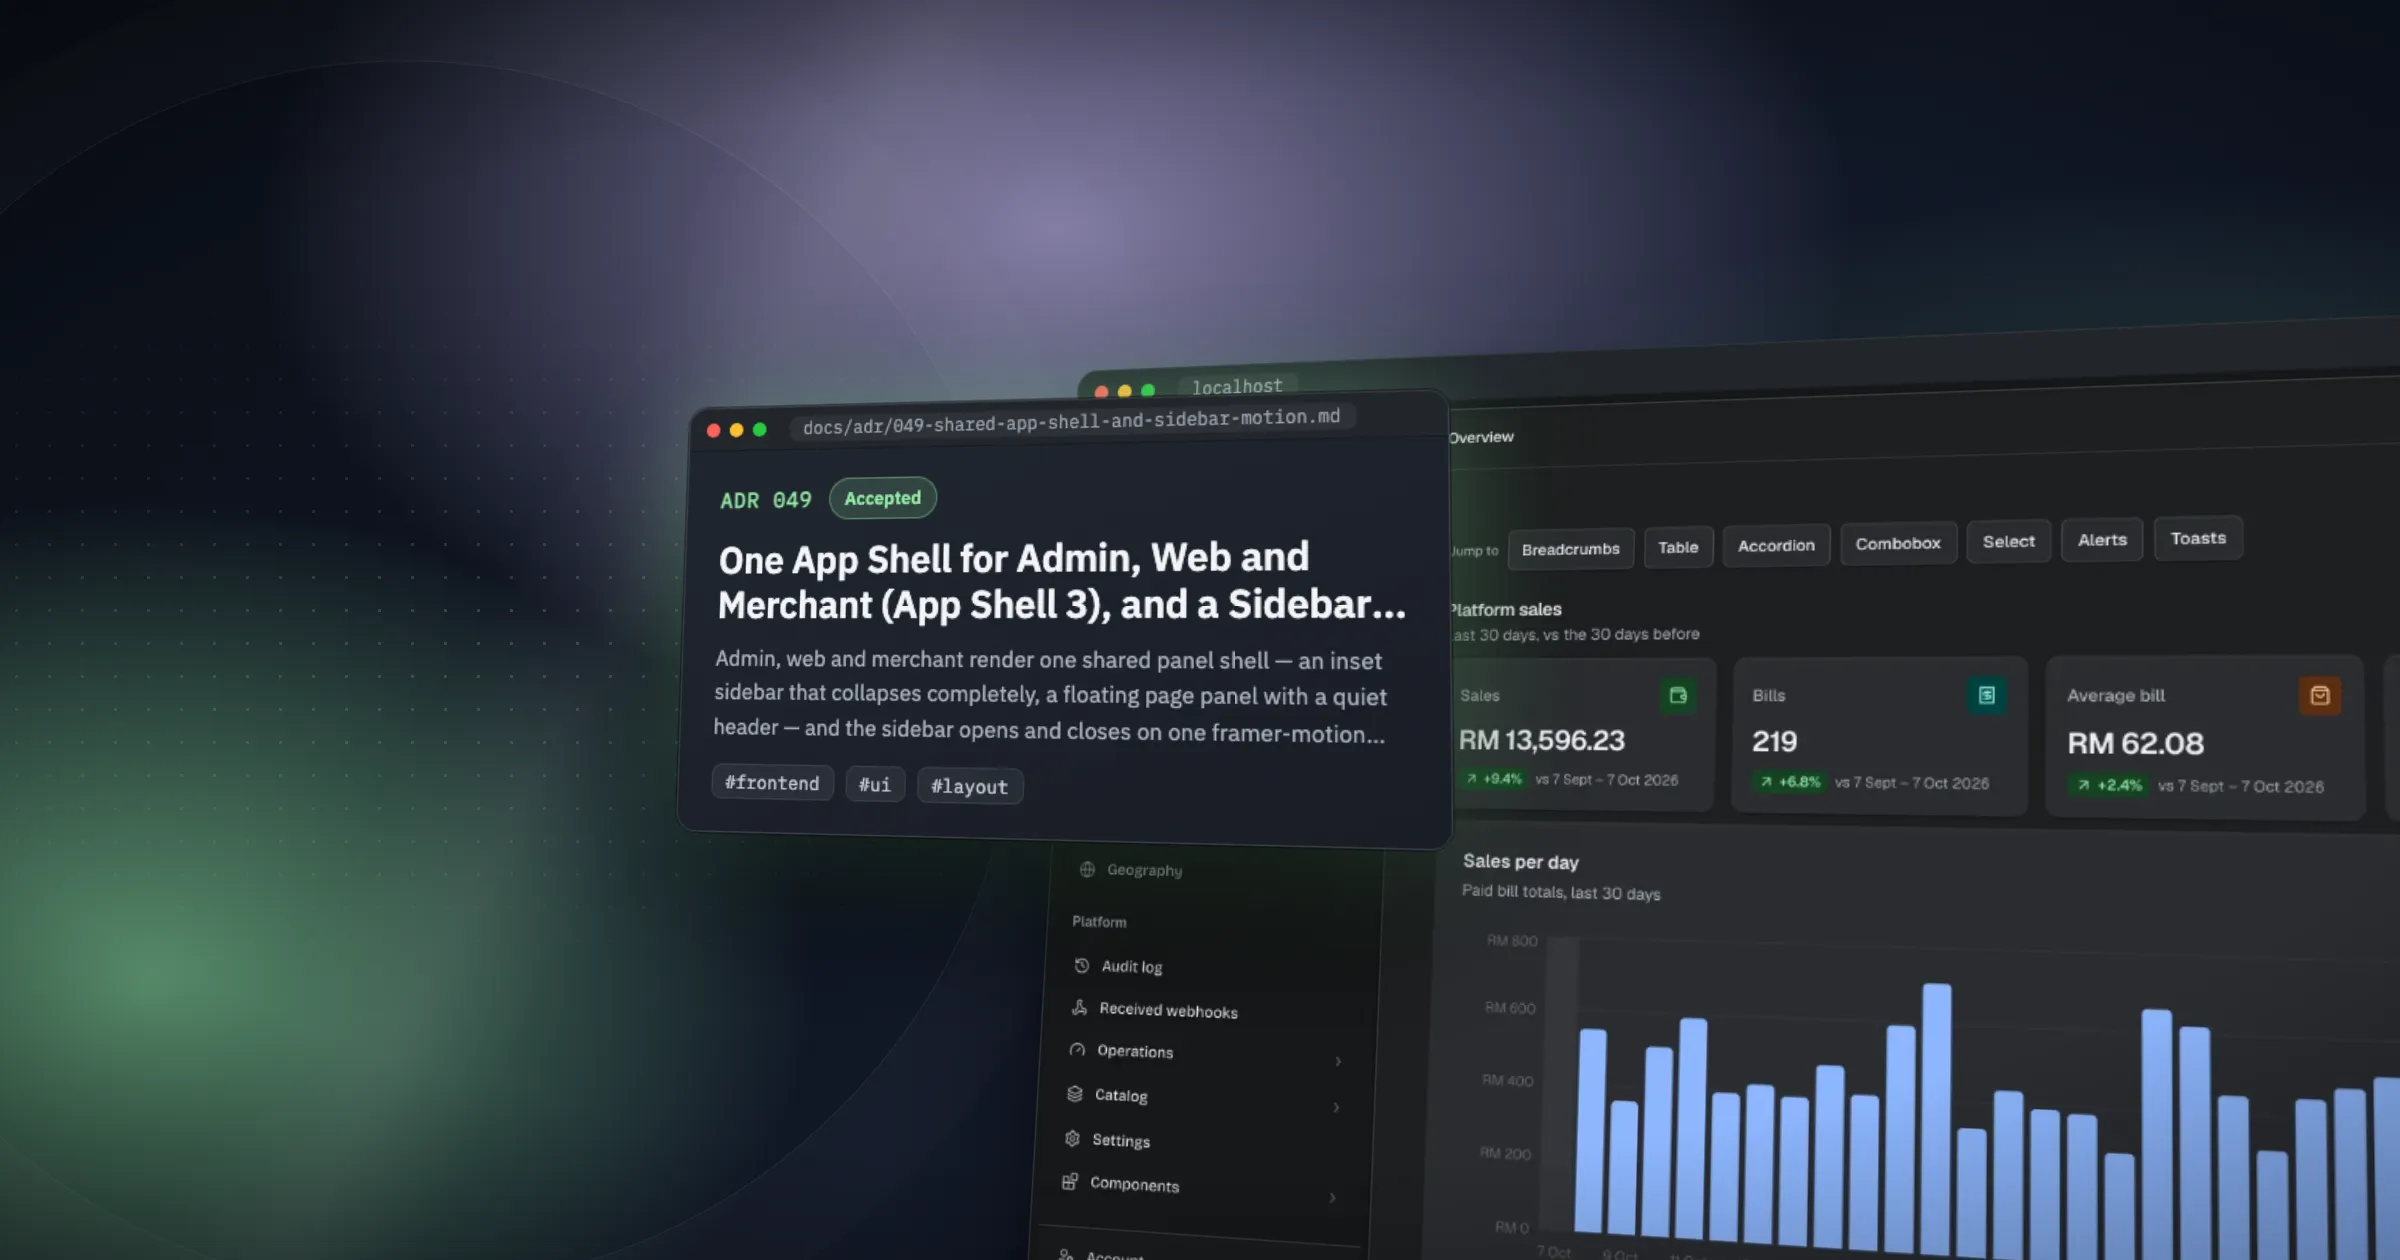 localhost
docs/adr/049-shared-app-shell-and-sidebar-motion.md
ADR 049
Accepted
One App Shell for Admin, Web and
Merchant (App Shell 3), and a Sidebar...
Admin, web and merchant render one shared panel shell — an inset
sidebar that collapses completely, a floating page panel with a quiet
header — and the sidebar opens and closes on one framer-motion...
#frontend
#ui
#layout
Overview
Jump to
Breadcrumbs
Table
Accordion
Combobox
Select
Alerts
Toasts
Platform sales
30 days, vs the 30 days before
Sales
RM 13,596.23
+9.4%
vs 7 Sept – 7 Oct 2026
Bills
219
+6.8%
vs 7 Sept – 7 Oct 2026
Average bill
RM 62.08
+2.4%
vs 7 Sept – 7 Oct 2026
Geography
Platform
Audit log
Received webhooks
Operations
Catalog
Settings
Components
Sales per day
Paid bill totals, last 30 days
RM 800
RM 600
RM 400
RM 200
RM 0
7 Oct
9 Oct